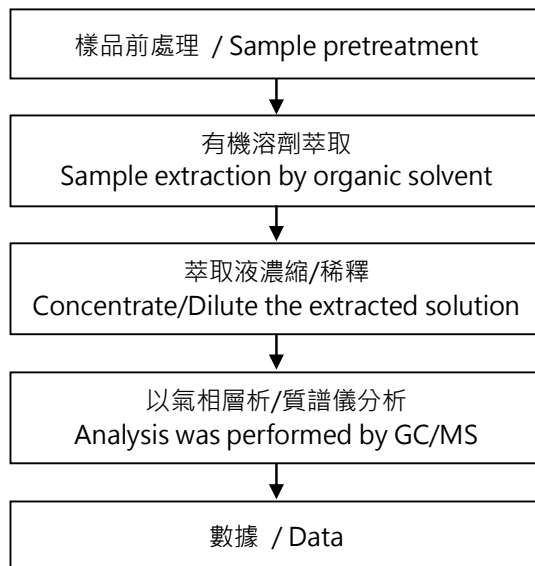 樣品前處理 / Sample pretreatment
有機溶劑萃取
Sample extraction by organic solvent
萃取液濃縮/稀釋
Concentrate/Dilute the extracted solution
以氣相層析/質譜儀分析
Analysis was performed by GC/MS
數據 / Data